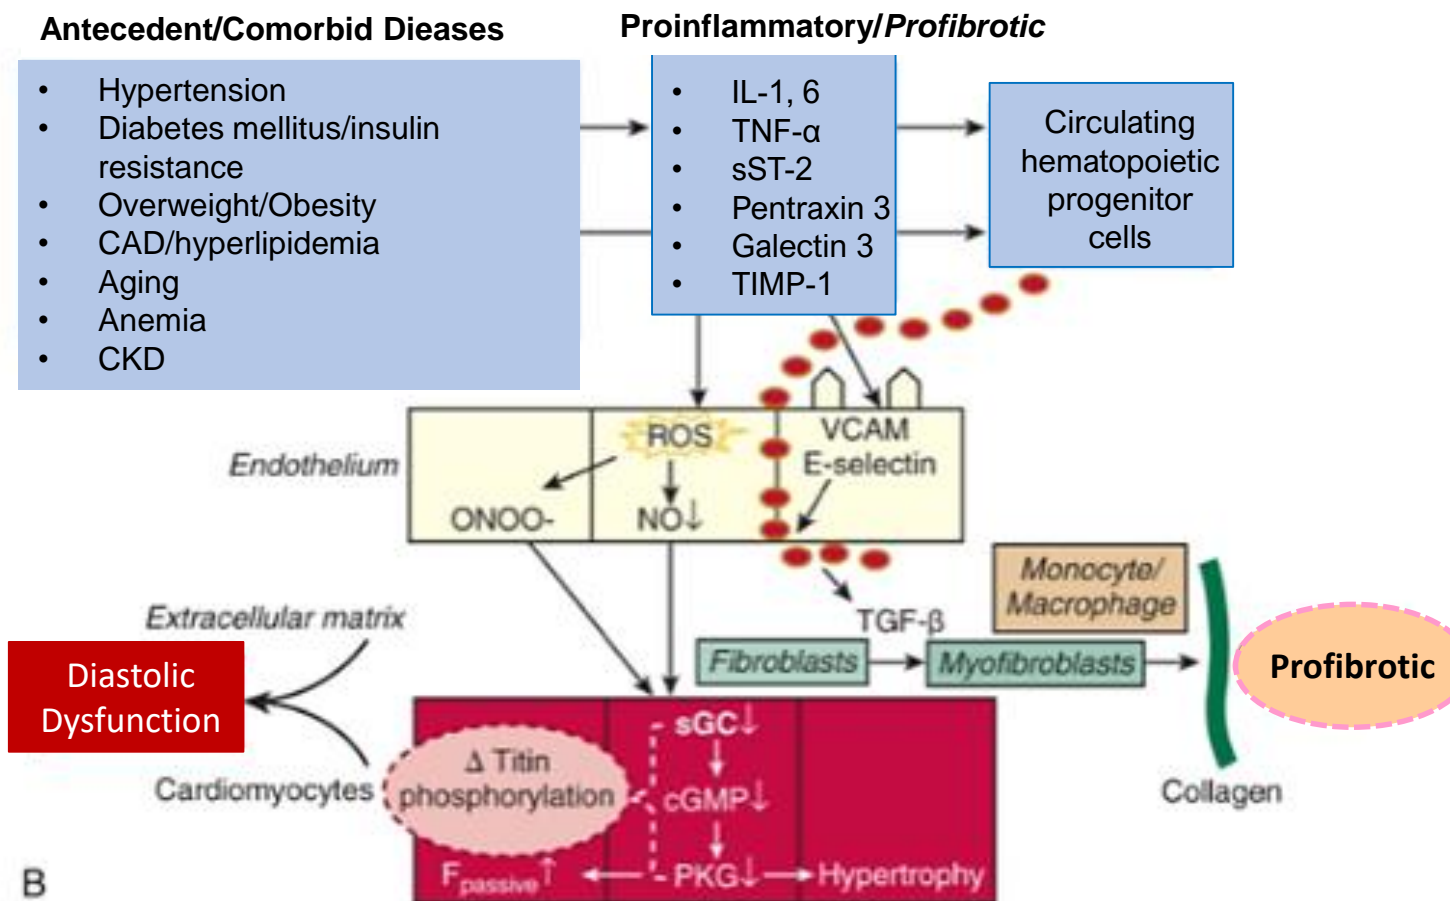 Antecedent/Comorbid Dieases
• Hypertension
• Diabetes mellitus/insulin
resistance
• Overweight/Obesity
• CAD/hyperlipidemia
• Aging
• Anemia
• CKD
Proinflammatory/Profibrotic
• IL-1, 6
• TNF-α
• sST-2
• Pentraxin 3
• Galectin 3
• TIMP-1
Circulating
hematopoietic
progenitor
cells
Endothelium
ROS
ONOO-
NO↓
VCAM
E-selectin
TGF-β
Monocyte/
Macrophage
Fibroblasts
Myofibroblasts
Profibrotic
Collagen
Extracellular matrix
Diastolic
Dysfunction
Cardiomyocytes
Δ Titin
phosphorylation
sGC↓
cGMP↓
PKG↓
Fpassive↑
Hypertrophy
B